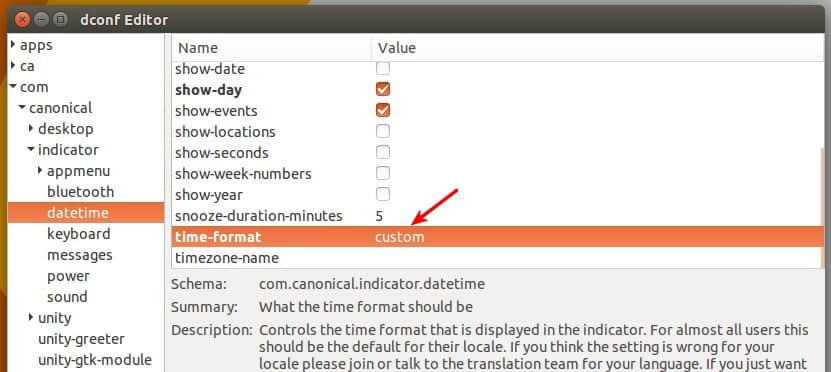 dconf Editor
apps
ca
com
canonical
desktop
indicator
appmenu
bluetooth
datetime
keyboard
messages
power
sound
unity
unity-greeter
unity-gtk-module
Name Value
show-date
show-day
show-events
show-locations
show-seconds
show-week-numbers
show-year
snooze-duration-minutes 5
time-format custom
timezone-name
Schema: com.canonical.indicator.datetime
Summary: What the time format should be
Description: Controls the time format that is displayed in the indicator. For almost all users this
should be the default for their locale. If you think the setting is wrong for your
locale please join or talk to the translation team for your language. If you just want